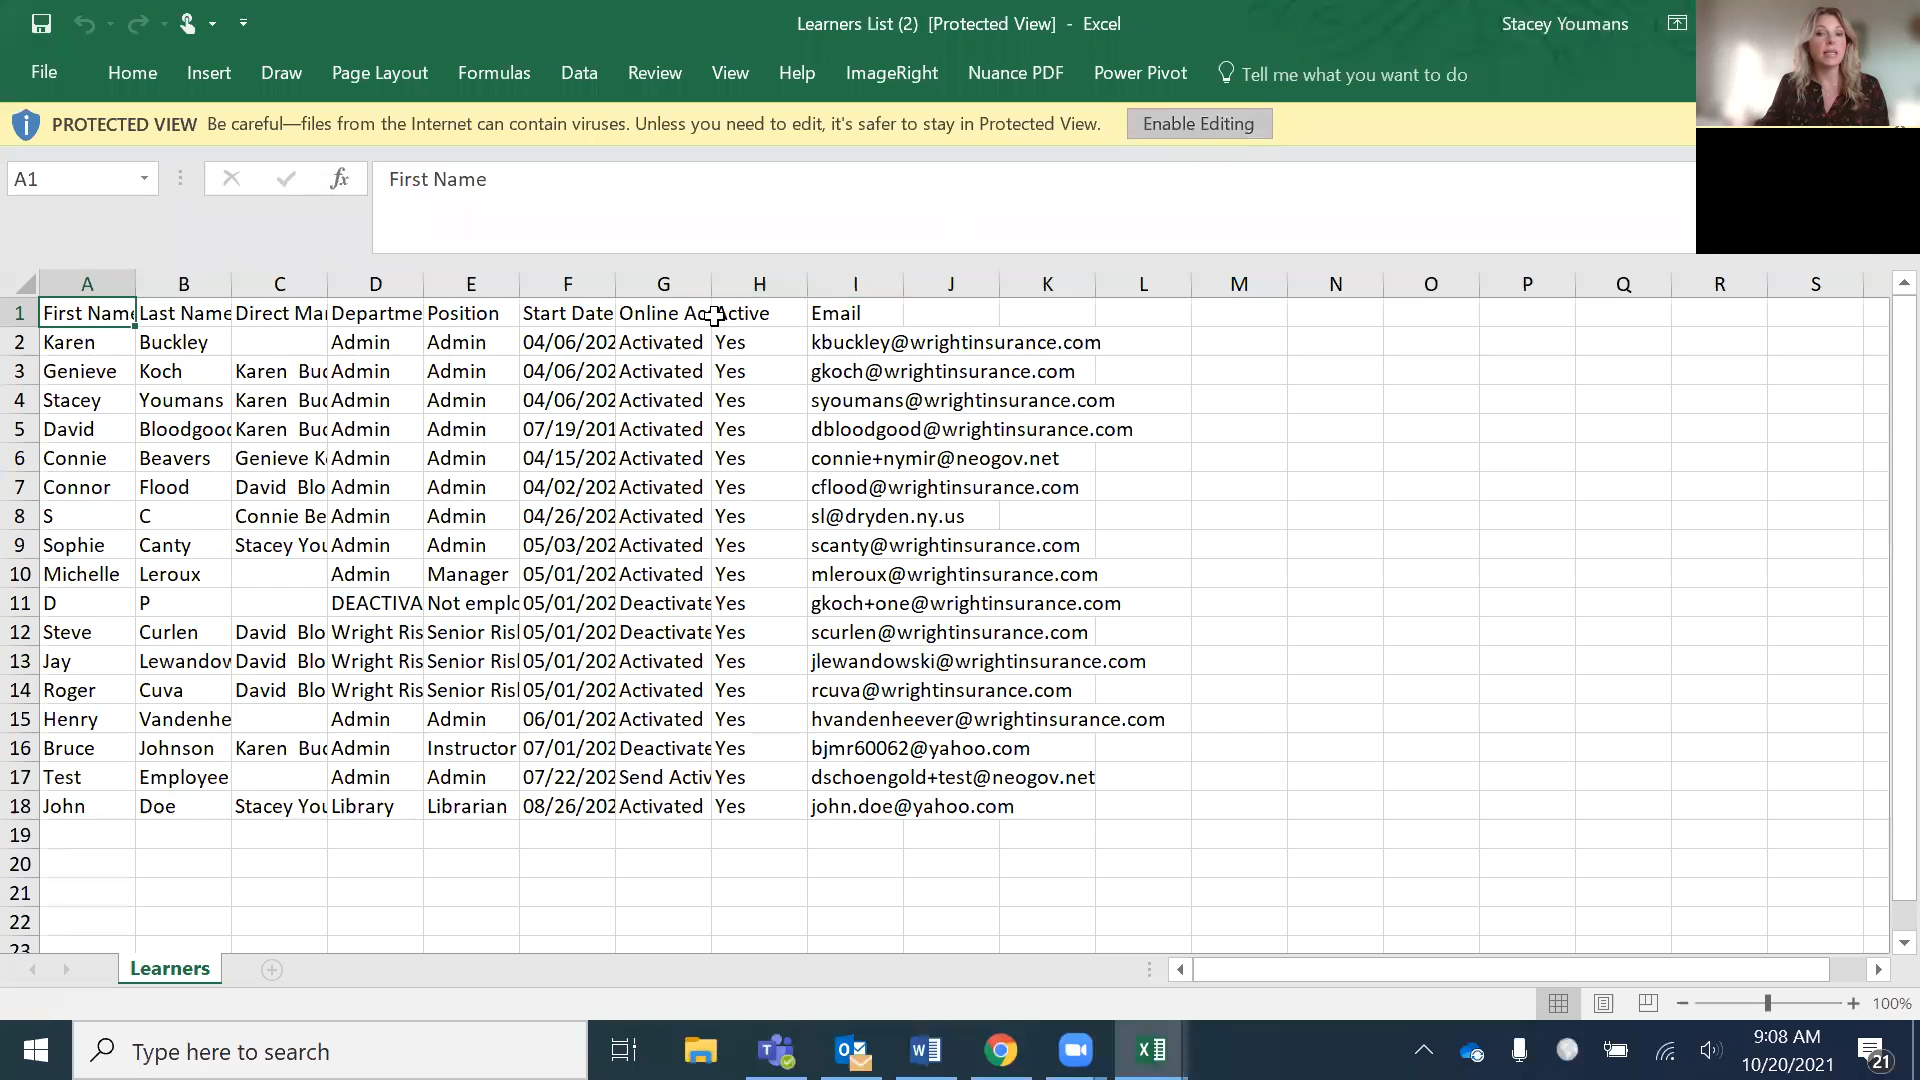 Learners List (2) [Protected View] - Excel
Stacey Youmans
File Home Insert Draw Page Layout Formulas Data Review View Help ImageRight Nuance PDF Power Pivot Tell me what you want to do
PROTECTED VIEW Be careful—files from the Internet can contain viruses. Unless you need to edit, it's safer to stay in Protected View. Enable Editing
A1 fx First Name
A B C D E F G H I J K L M N O P Q R S
1 First Name Last Name Direct Mar Departme Position Start Date Online Ac Active Email
2 Karen Buckley Admin Admin 04/06/202 Activated Yes kbuckley@wrightinsurance.com
3 Genieve Koch Karen Buc Admin Admin 04/06/202 Activated Yes gkoch@wrightinsurance.com
4 Stacey Youmans Karen Buc Admin Admin 04/06/202 Activated Yes syoumans@wrightinsurance.com
5 David Bloodgood Karen Buc Admin Admin 07/19/201 Activated Yes dbloodgood@wrightinsurance.com
6 Connie Beavers Genieve K Admin Admin 04/15/202 Activated Yes connie+nymir@neogov.net
7 Connor Flood David Blo Admin Admin 04/02/202 Activated Yes cflood@wrightinsurance.com
8 S C Connie Be Admin Admin 04/26/202 Activated Yes sl@dryden.ny.us
9 Sophie Canty Stacey You Admin Admin 05/03/202 Activated Yes scanty@wrightinsurance.com
10 Michelle Leroux Admin Manager 05/01/202 Activated Yes mleroux@wrightinsurance.com
11 D P DEACTIVA Not emplo 05/01/202 Deactivate Yes gkoch+one@wrightinsurance.com
12 Steve Curlen David Blo Wright Ris Senior Ris 05/01/202 Deactivate Yes scurlen@wrightinsurance.com
13 Jay Lewandow David Blo Wright Ris Senior Ris 05/01/202 Activated Yes jlewandowski@wrightinsurance.com
14 Roger Cuva David Blo Wright Ris Senior Ris 05/01/202 Activated Yes rcuva@wrightinsurance.com
15 Henry Vandenhe Admin Admin 06/01/202 Activated Yes hvandenheever@wrightinsurance.com
16 Bruce Johnson Karen Buc Admin Instructor 07/01/202 Deactivate Yes bjmr60062@yahoo.com
17 Test Employee Admin Admin 07/22/202 Send Activ Yes dschoengold+test@neogov.net
18 John Doe Stacey You Library Librarian 08/26/202 Activated Yes john.doe@yahoo.com
19
20
21
22
23
Learners
100%
Type here to search
9:08 AM
10/20/2021
21